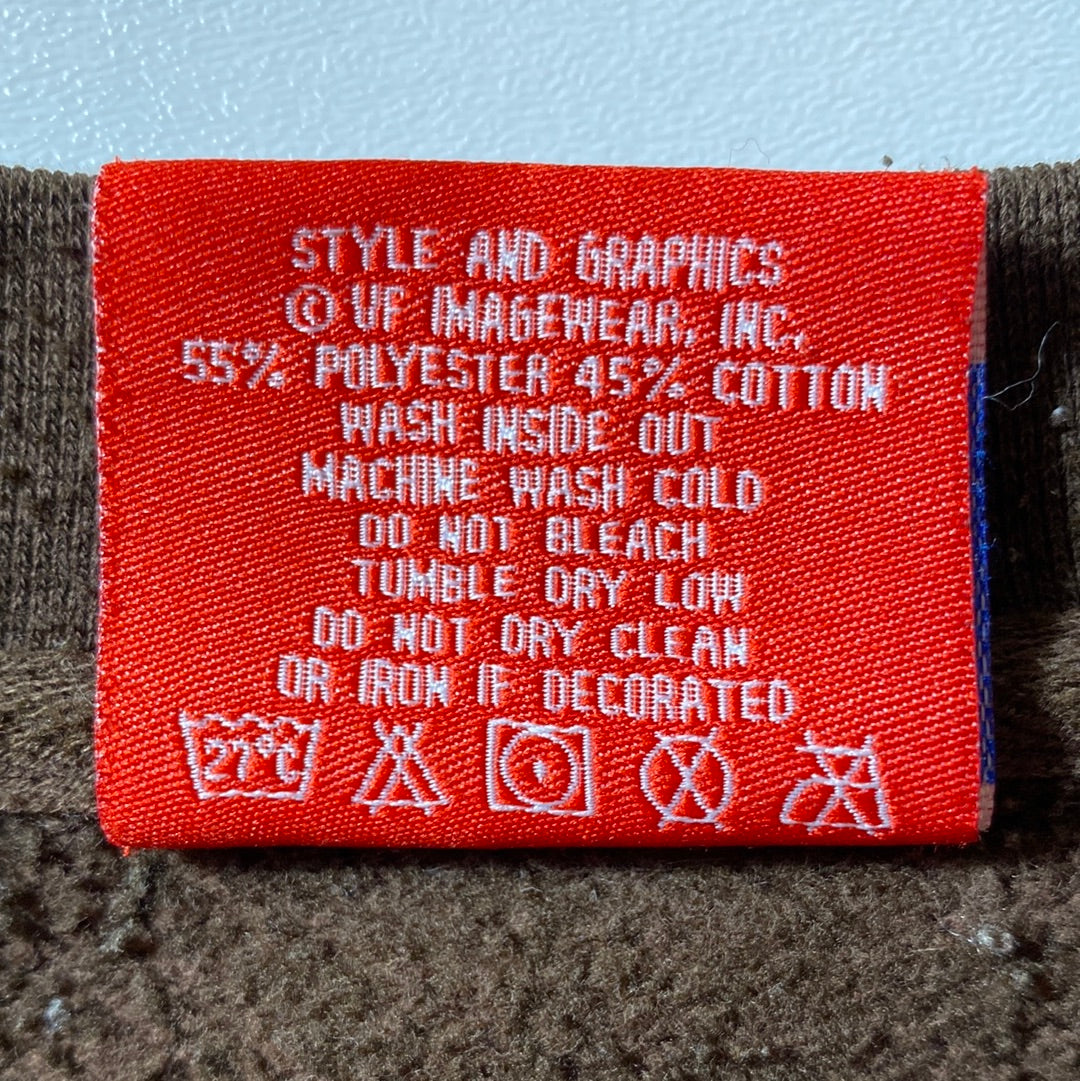 STYLE AND GRAPHICS
© VF IMAGEWEAR, INC.
55% POLYESTER 45% COTTON
WASH INSIDE OUT
MACHINE WASH COLD
DO NOT BLEACH
TUMBLE DRY LOW
DO NOT DRY CLEAN
OR IRON IF DECORATED
27°C